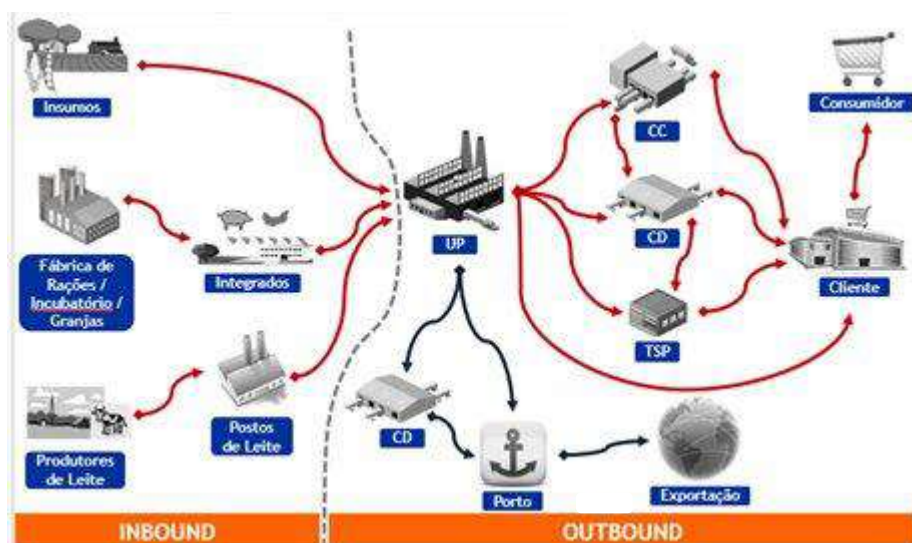 Insumos
Fábrica de
Rações /
Incubatório /
Granjas
Integrados
Produtores
de Leite
Postos
de Leite
UP
CC
CD
TSP
Consumidor
Cliente
CD
Porto
Exportação
INBOUND
OUTBOUND